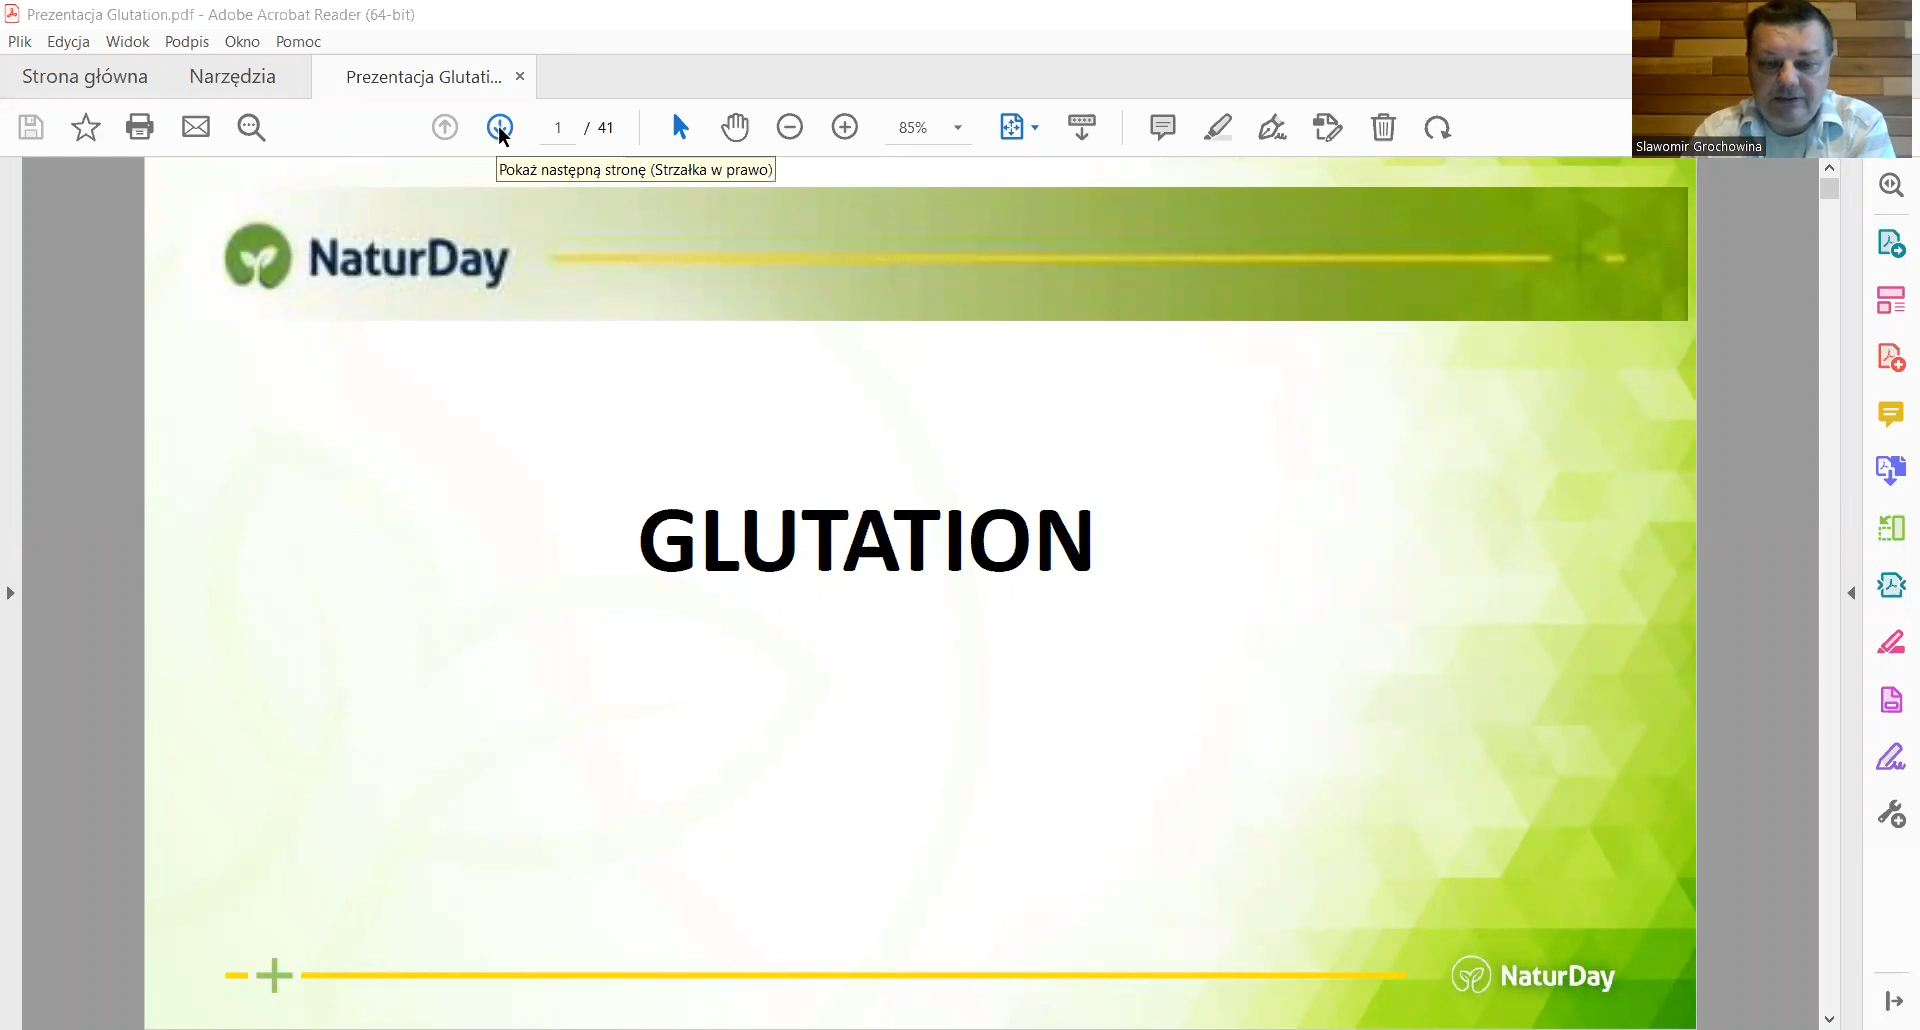 Prezentacja Glutation.pdf - Adobe Acrobat Reader (64-bit)
Plik Edycja Widok Podpis Okno Pomoc
Strona główna Narzędzia Prezentacja Glutati... ×
1 / 41 85%
Slawomir Grochowina
Pokaż następną stronę (Strzałka w prawo)
NaturDay
GLUTATION
NaturDay